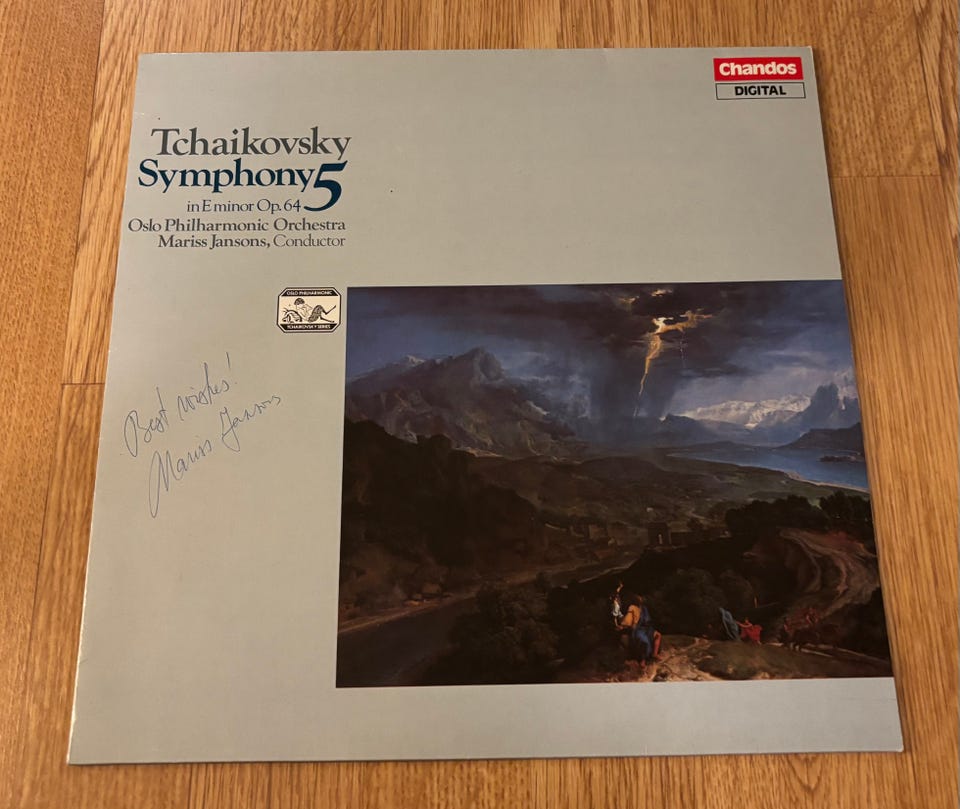 Chandos
DIGITAL
Tchaikovsky
Symphony 5
in E minor Op. 64
Oslo Philharmonic Orchestra
Mariss Jansons, Conductor
OSLO PHILHARMONIC
TCHAIKOVSKY SERIES
Best wishes!
Mariss Jansons